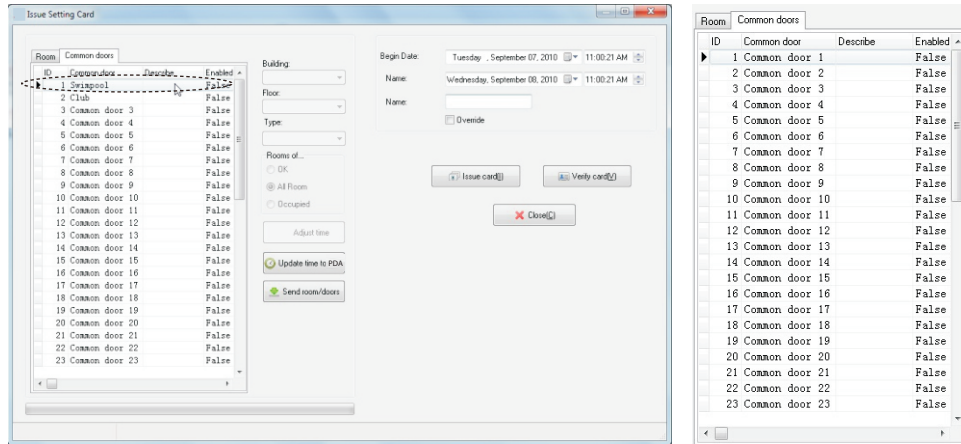 Issue Setting Card
Room Common doors
ID Common door Describe Enabled
1 Swimpool False
2 Club False
3 Common door 3 False
4 Common door 4 False
5 Common door 5 False
6 Common door 6 False
7 Common door 7 False
8 Common door 8 False
9 Common door 9 False
10 Common door 10 False
11 Common door 11 False
12 Common door 12 False
13 Common door 13 False
14 Common door 14 False
15 Common door 15 False
16 Common door 16 False
17 Common door 17 False
18 Common door 18 False
19 Common door 19 False
20 Common door 20 False
21 Common door 21 False
22 Common door 22 False
23 Common door 23 False
Building:
Floor:
Type:
Rooms of...
OK
All Room
Occupied
Adjust time
Update time to PDA
Send room/doors
Begin Date: Tuesday , September 07, 2010 11:00:21 AM
Name: Wednesday, September 08, 2010 11:00:21 AM
Name:
Override
Issue card(I) Verify card(V)
Close(C)
Room Common doors
ID Common door Describe Enabled
1 Common door 1 False
2 Common door 2 False
3 Common door 3 False
4 Common door 4 False
5 Common door 5 False
6 Common door 6 False
7 Common door 7 False
8 Common door 8 False
9 Common door 9 False
10 Common door 10 False
11 Common door 11 False
12 Common door 12 False
13 Common door 13 False
14 Common door 14 False
15 Common door 15 False
16 Common door 16 False
17 Common door 17 False
18 Common door 18 False
19 Common door 19 False
20 Common door 20 False
21 Common door 21 False
22 Common door 22 False
23 Common door 23 False